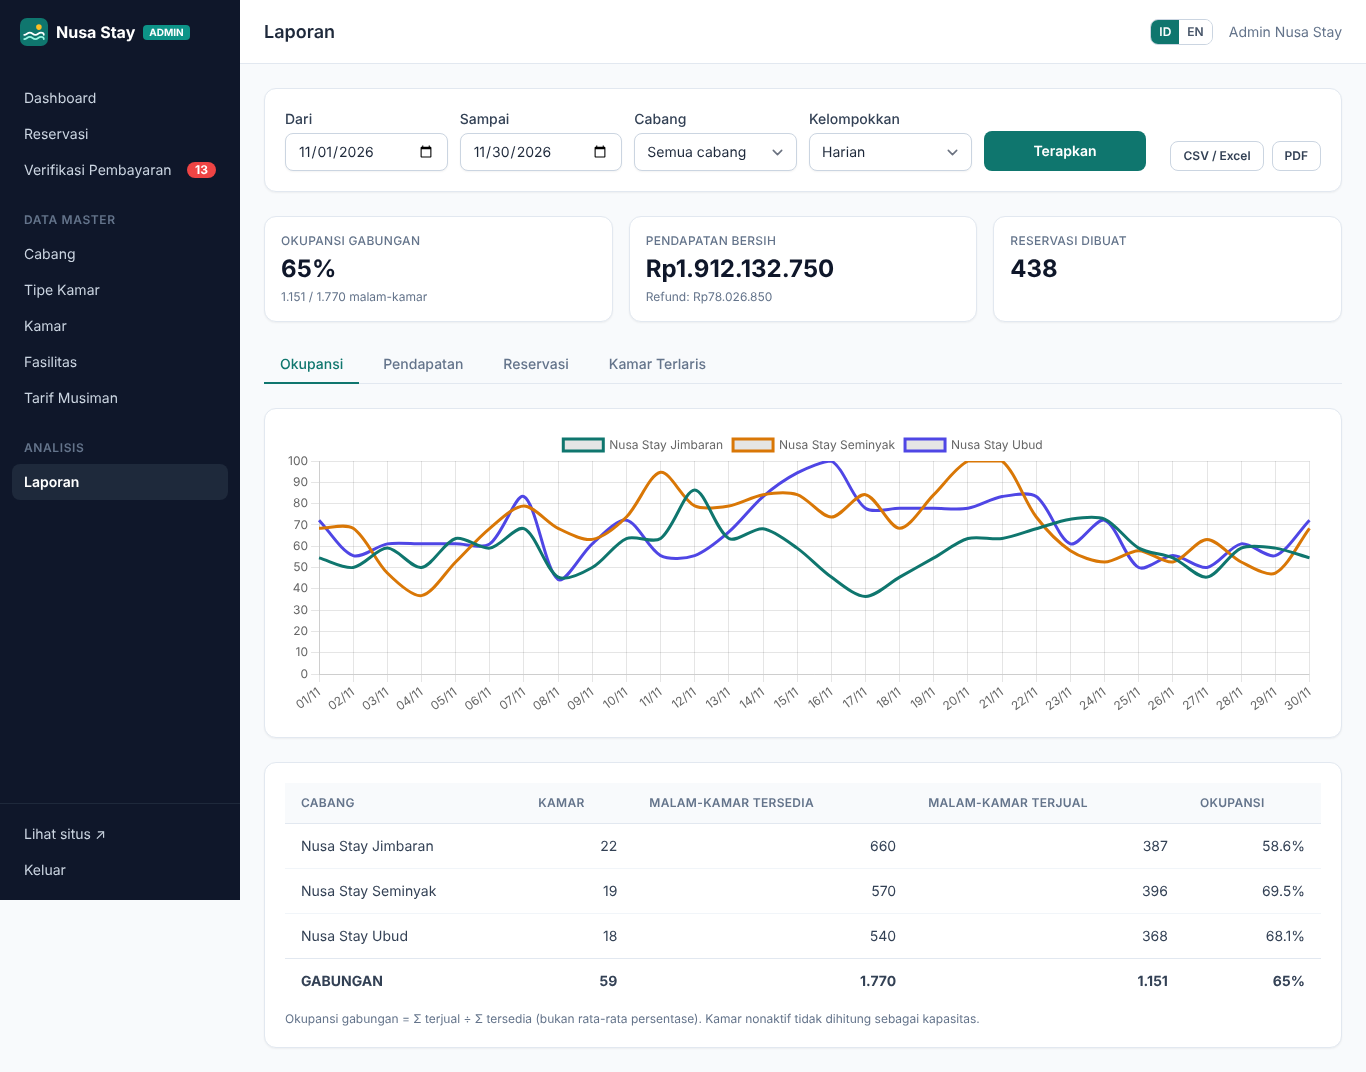 Nusa Stay ADMIN
Laporan
ID EN Admin Nusa Stay
Dashboard
Reservasi
Verifikasi Pembayaran 13
DATA MASTER
Cabang
Tipe Kamar
Kamar
Fasilitas
Tarif Musiman
ANALISIS
Laporan
Lihat situs ↗
Keluar
Dari Sampai Cabang Kelompokkan
11/01/2026 11/30/2026 Semua cabang Harian Terapkan CSV / Excel PDF
OKUPANSI GABUNGAN
65%
1.151 / 1.770 malam-kamar
PENDAPATAN BERSIH
Rp1.912.132.750
Refund: Rp78.026.850
RESERVASI DIBUAT
438
Okupansi Pendapatan Reservasi Kamar Terlaris
Nusa Stay Jimbaran Nusa Stay Seminyak Nusa Stay Ubud
100
90
80
70
60
50
40
30
20
10
0
01/11 02/11 03/11 04/11 05/11 06/11 07/11 08/11 09/11 10/11 11/11 12/11 13/11 14/11 15/11 16/11 17/11 18/11 19/11 20/11 21/11 22/11 23/11 24/11 25/11 26/11 27/11 28/11 29/11 30/11
CABANG KAMAR MALAM-KAMAR TERSEDIA MALAM-KAMAR TERJUAL OKUPANSI
Nusa Stay Jimbaran 22 660 387 58.6%
Nusa Stay Seminyak 19 570 396 69.5%
Nusa Stay Ubud 18 540 368 68.1%
GABUNGAN 59 1.770 1.151 65%
Okupansi gabungan = Σ terjual ÷ Σ tersedia (bukan rata-rata persentase). Kamar nonaktif tidak dihitung sebagai kapasitas.